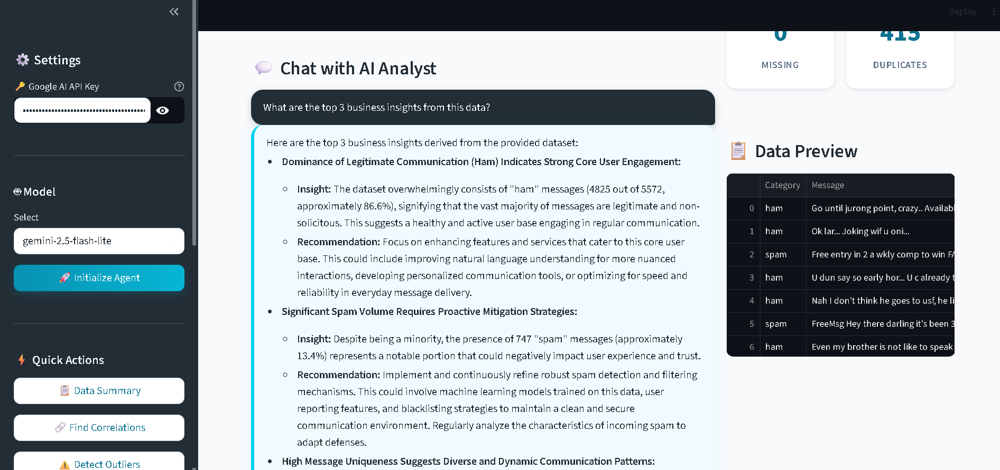 Deploy
Settings
Google AI API Key
Model
Select
gemini-2.5-flash-lite
Initialize Agent
Quick Actions
Data Summary
Find Correlations
Detect Outliers
Chat with AI Analyst
What are the top 3 business insights from this data?
Here are the top 3 business insights derived from the provided dataset:
• Dominance of Legitimate Communication (Ham) Indicates Strong Core User Engagement:
Insight: The dataset overwhelmingly consists of "ham" messages (4825 out of 5572,
approximately 86.6%), signifying that the vast majority of messages are legitimate and non-
solicitous. This suggests a healthy and active user base engaging in regular communication.
Recommendation: Focus on enhancing features and services that cater to this core user
base. This could include improving natural language understanding for more nuanced
interactions, developing personalized communication tools, or optimizing for speed and
reliability in everyday message delivery.
• Significant Spam Volume Requires Proactive Mitigation Strategies:
Insight: Despite being a minority, the presence of 747 "spam" messages (approximately
13.4%) represents a notable portion that could negatively impact user experience and trust.
Recommendation: Implement and continuously refine robust spam detection and filtering
mechanisms. This could involve machine learning models trained on this data, user
reporting features, and blacklisting strategies to maintain a clean and secure
communication environment. Regularly analyze the characteristics of incoming spam to
adapt defenses.
• High Message Uniqueness Suggests Diverse and Dynamic Communication Patterns:
0
MISSING
415
DUPLICATES
Data Preview
Category Message
0 ham Go until jurong point, crazy.. Availabl
1 ham Ok lar... Joking wif u oni...
2 spam Free entry in 2 a wkly comp to win FA
3 ham U dun say so early hor... U c already t
4 ham Nah I don't think he goes to usf, he li
5 spam FreeMsg Hey there darling it's been 3
6 ham Even my brother is not like to speak